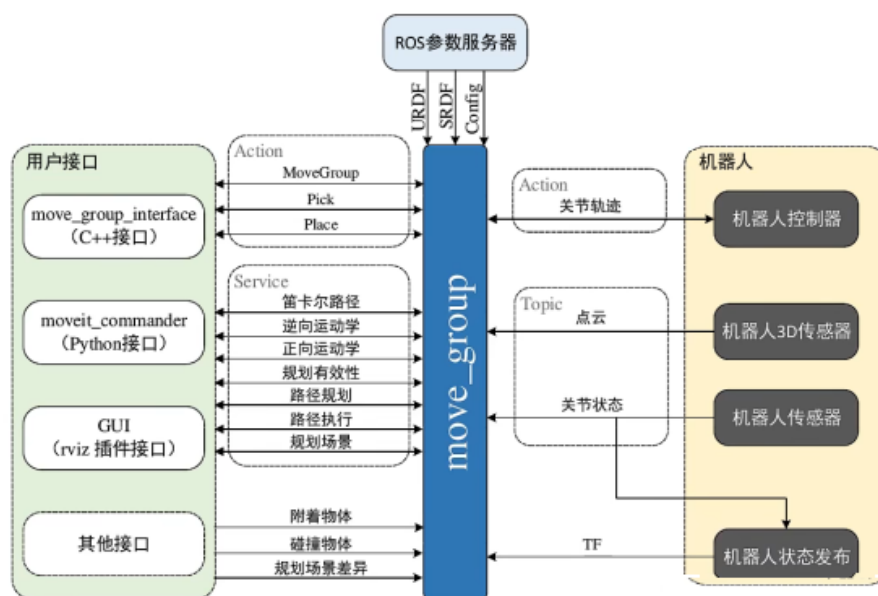 ROS参数服务器
URDF
SRDF
Config
用户接口
move_group_interface
（C++接口）
moveit_commander
（Python接口）
GUI
（rviz 插件接口）
其他接口
Action
MoveGroup
Pick
Place
Service
笛卡尔路径
逆向运动学
正向运动学
规划有效性
路径规划
路径执行
规划场景
附着物体
碰撞物体
规划场景差异
move_group
Action
关节轨迹
Topic
点云
关节状态
TF
机器人
机器人控制器
机器人3D传感器
机器人传感器
机器人状态发布